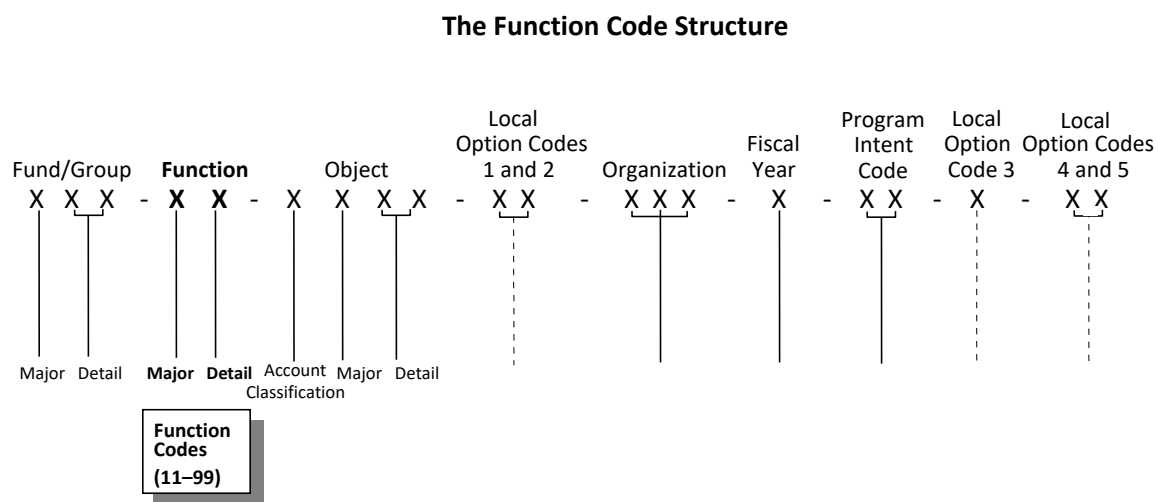 The Function Code Structure
Local Option Codes 1 and 2
Program Intent Code
Local Option Code 3
Local Option Codes 4 and 5
Fiscal Year
Fund/Group Function Object Organization
X X X - X X - X X X X - X X - X X X - X - X X - X - X X
Major Detail Major Detail Account Classification Major Detail
Function
Codes
(11–99)